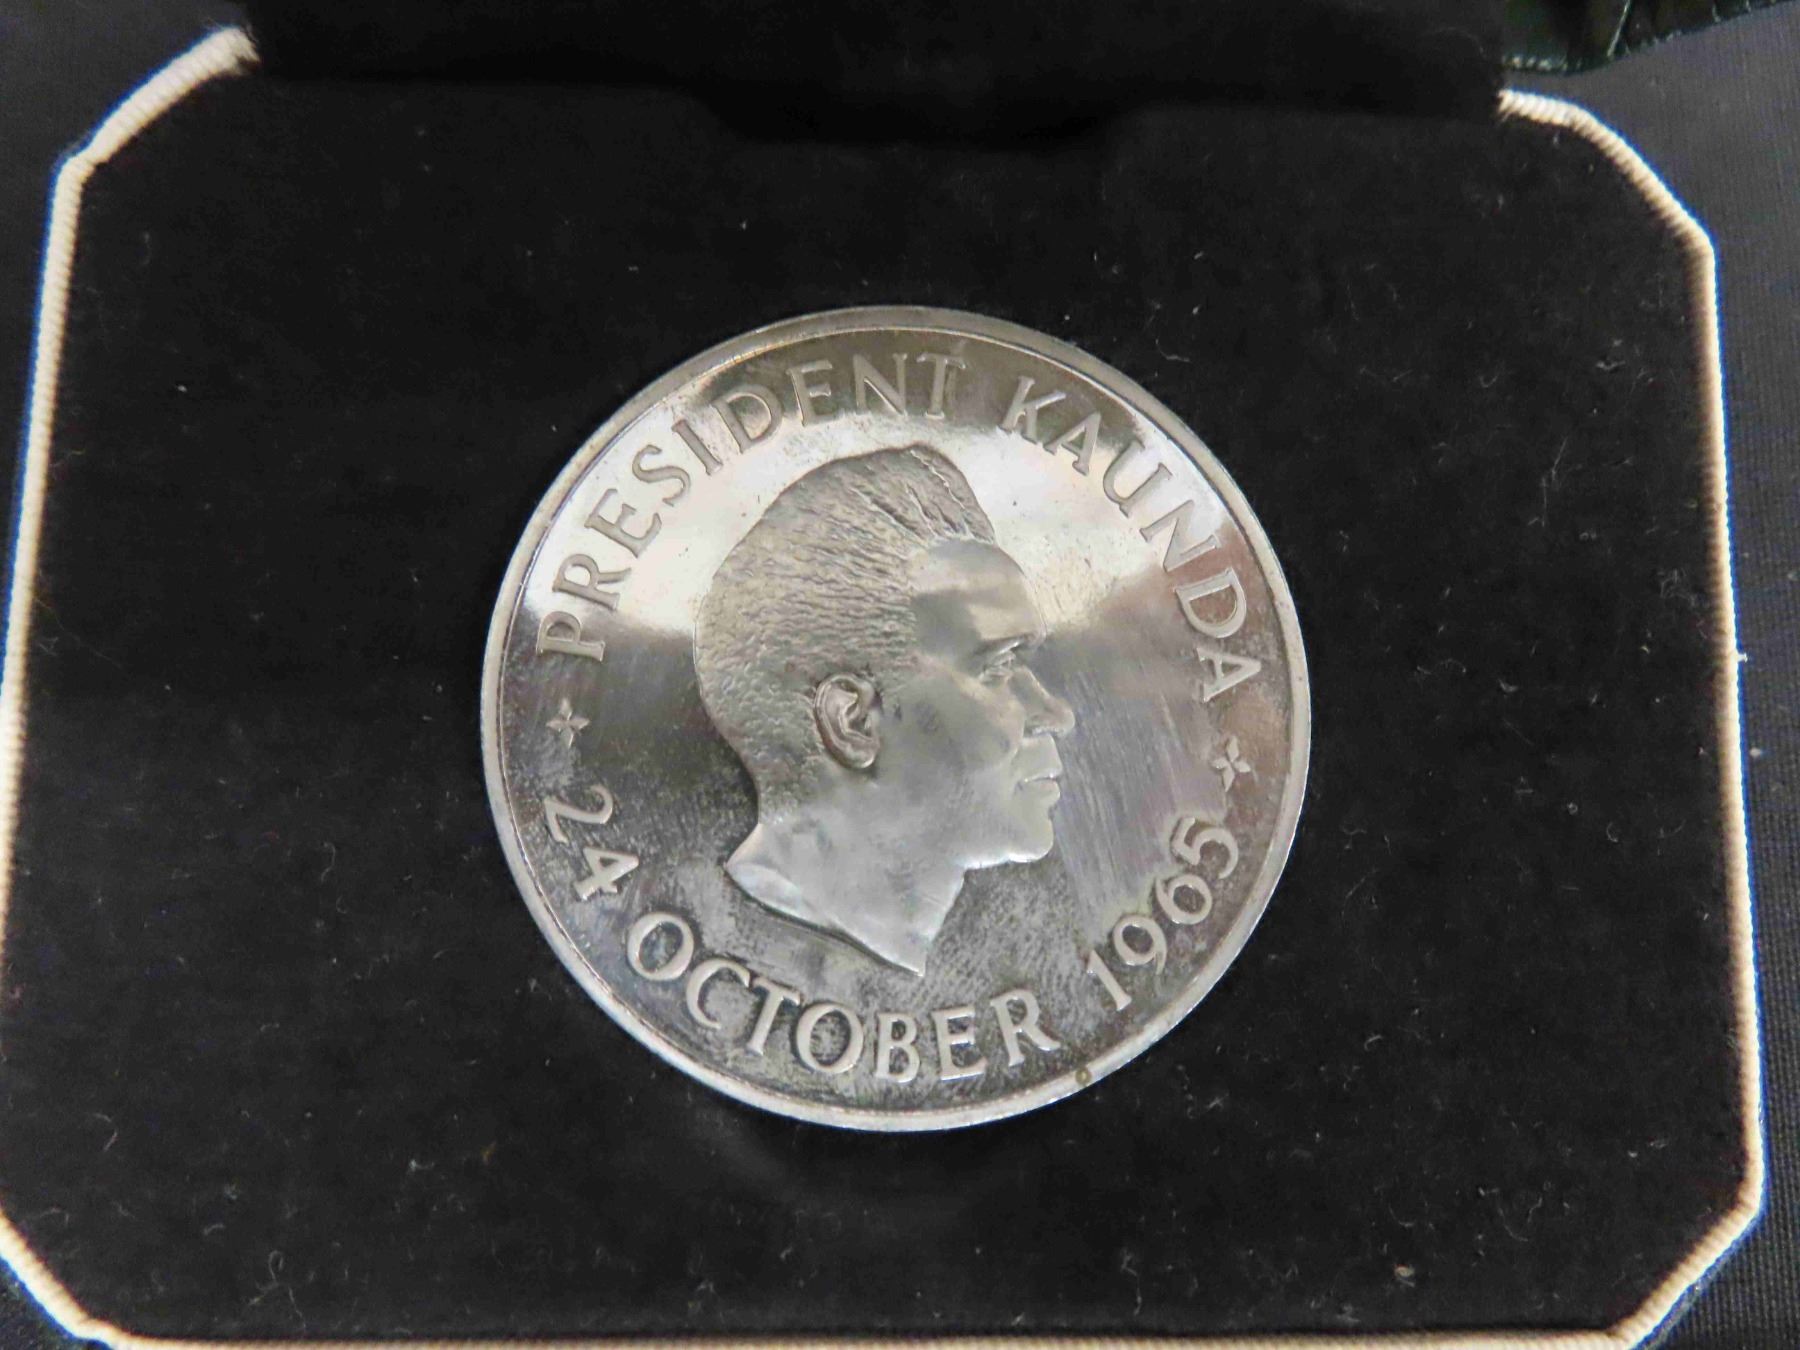 PRESIDENT KAUNDA
24 OCTOBER 1965